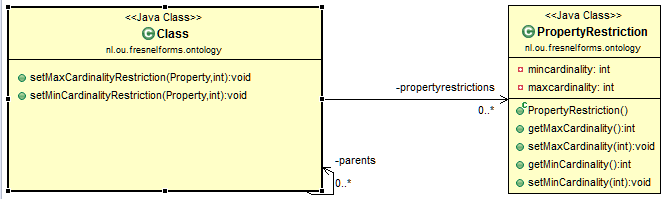 <<Java Class>>
Class
nl.ou.fresnelforms.ontology
setMaxCardinalityRestriction(Property,int):void
setMinCardinalityRestriction(Property,int):void
-propertyrestrictions
0..*
-parents
0..*
<<Java Class>>
PropertyRestriction
nl.ou.fresnelforms.ontology
mincardinality: int
maxcardinality: int
PropertyRestriction()
getMaxCardinality():int
setMaxCardinality(int):void
getMinCardinality():int
setMinCardinality(int):void